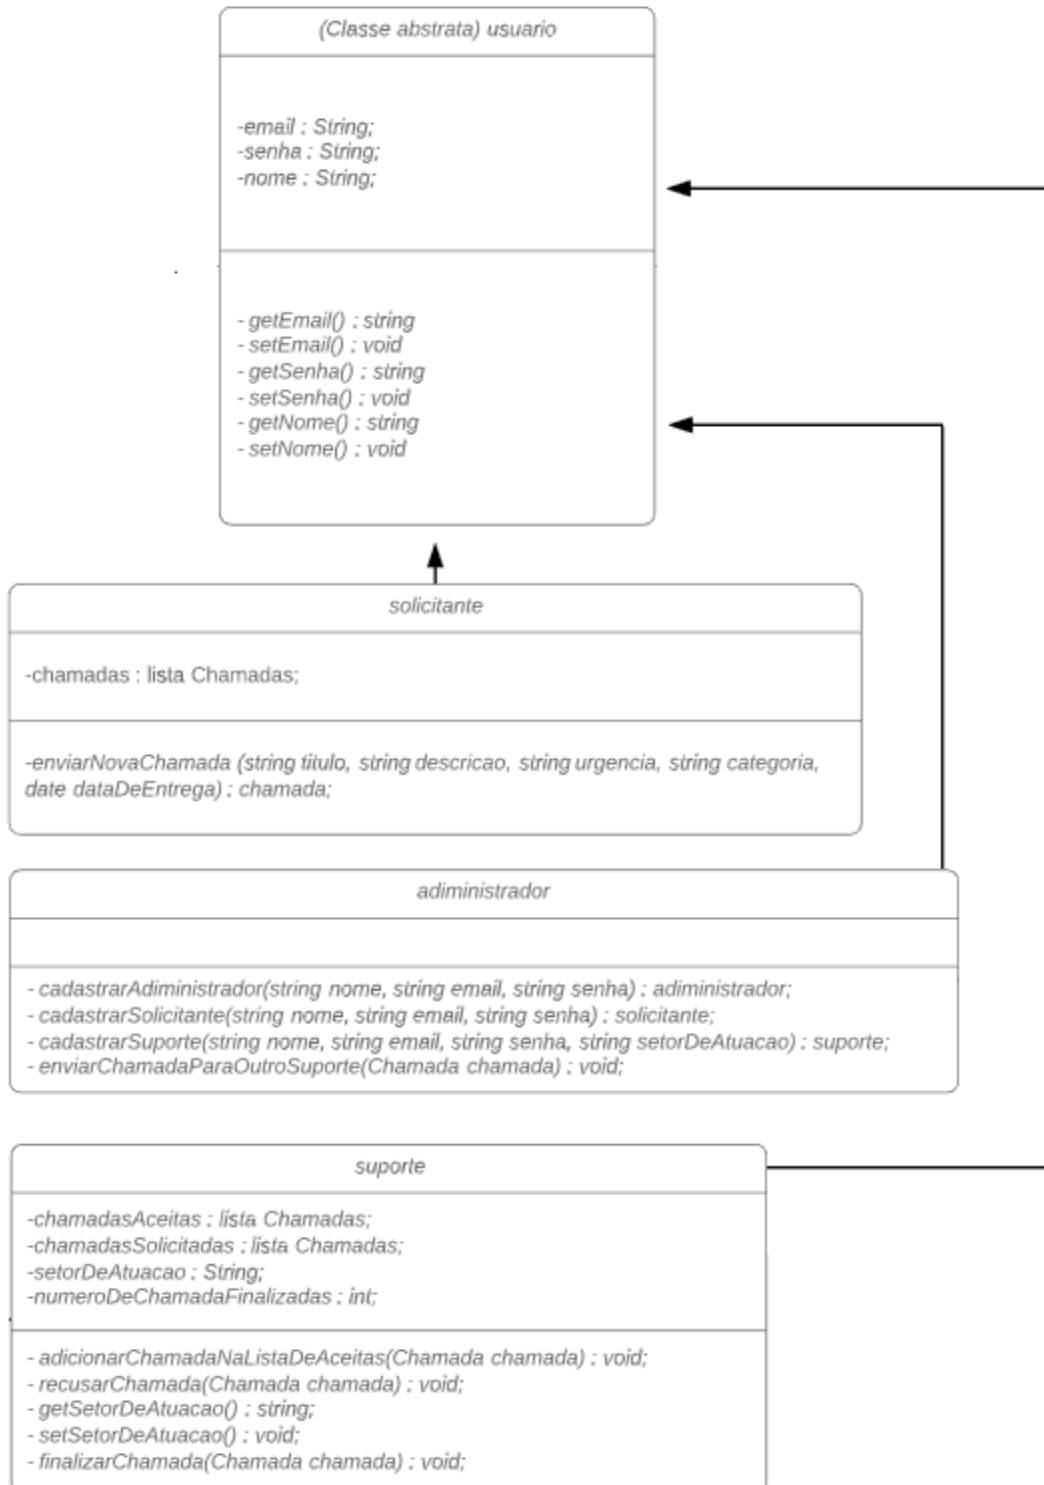 (Classe abstrata) usuario
-email : String;
-senha : String;
-nome : String;
- getEmail() : string
- setEmail() : void
- getSenha() : string
- setSenha() : void
- getNome() : string
- setNome() : void
solicitante
-chamadas : lista Chamadas;
-enviarNovaChamada (string titulo, string descricao, string urgencia, string categoria,
date dataDeEntrega) : chamada;
adiministrador
- cadastrarAdiministrador(string nome, string email, string senha) : adiministrador;
- cadastrarSolicitante(string nome, string email, string senha) : solicitante;
- cadastrarSuporte(string nome, string email, string senha, string setorDeAtuacao) : suporte;
- enviarChamadaParaOutroSuporte(Chamada chamada) : void;
suporte
-chamadasAceitas : lista Chamadas;
-chamadasSolicitadas : lista Chamadas;
-setorDeAtuacao : String;
-numeroDeChamadaFinalizadas : int;
- adicionarChamadaNaListaDeAceitas(Chamada chamada) : void;
- recusarChamada(Chamada chamada) : void;
- getSetorDeAtuacao() : string;
- setSetorDeAtuacao() : void;
- finalizarChamada(Chamada chamada) : void;